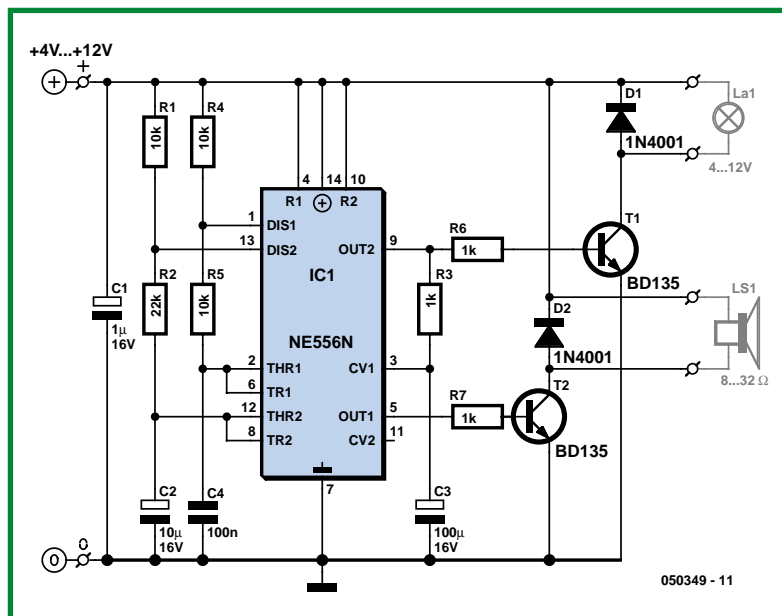 +4V...+12V
+
R1
R4
10k
10k
D1
1N4001
La1
4...12V
4
14
10
R1
R2
1
DIS1
13
DIS2
OUT2
9
R6
1k
T1
BD135
IC1
R2
22k
R5
10k
R3
1k
C1
1µ
16V
NE556N
D2
1N4001
LS1
8...32 Ω
2
THR1
6
TR1
CV1
3
12
THR2
OUT1
5
R7
1k
T2
BD135
8
TR2
CV2
11
7
C2
10µ
16V
C4
100n
C3
100µ
16V
0
0
050349 - 11